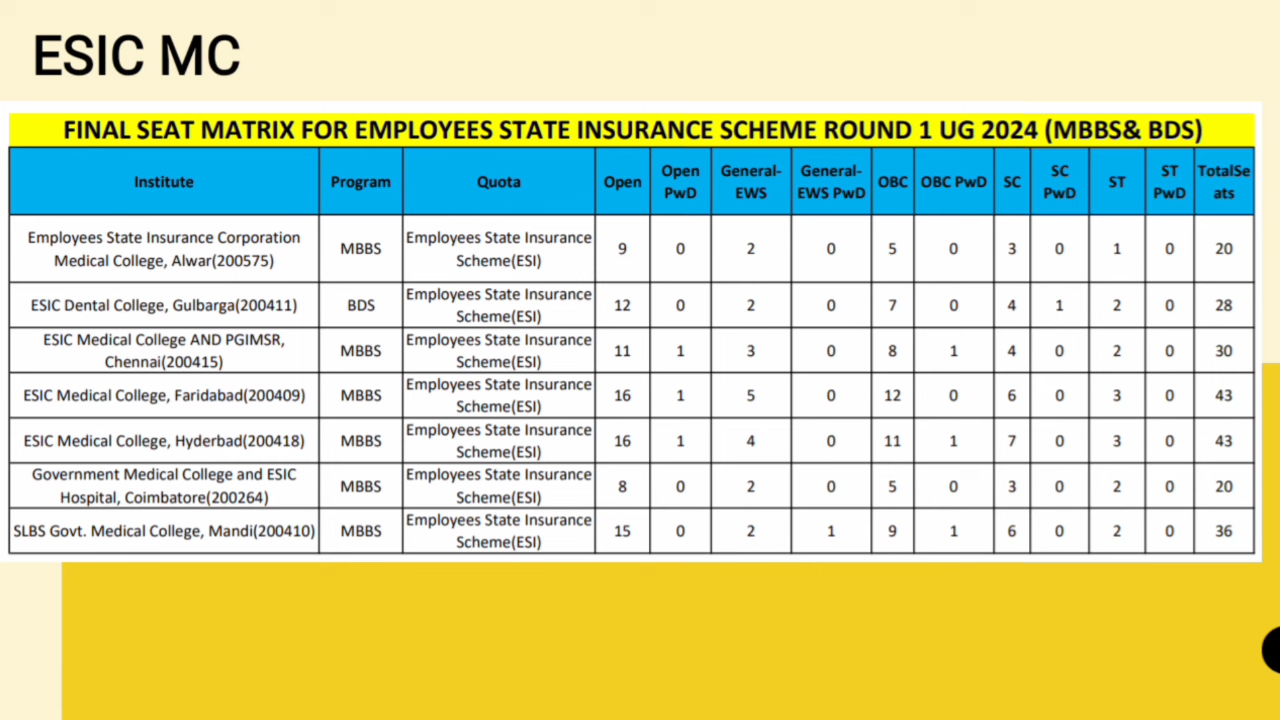 ESIC MC
FINAL SEAT MATRIX FOR EMPLOYEES STATE INSURANCE SCHEME ROUND 1 UG 2024 (MBBS& BDS)
Institute Program Quota Open Open PwD General-EWS General-EWS PwD OBC OBC PwD SC SC PwD ST ST PwD TotalSeats
Employees State Insurance Corporation Medical College, Alwar(200575) MBBS Employees State Insurance Scheme(ESI) 9 0 2 0 5 0 3 0 1 0 20
ESIC Dental College, Gulbarga(200411) BDS Employees State Insurance Scheme(ESI) 12 0 2 0 7 0 4 1 2 0 28
ESIC Medical College AND PGIMSR, Chennai(200415) MBBS Employees State Insurance Scheme(ESI) 11 1 3 0 8 1 4 0 2 0 30
ESIC Medical College, Faridabad(200409) MBBS Employees State Insurance Scheme(ESI) 16 1 5 0 12 0 6 0 3 0 43
ESIC Medical College, Hyderbad(200418) MBBS Employees State Insurance Scheme(ESI) 16 1 4 0 11 1 7 0 3 0 43
Government Medical College and ESIC Hospital, Coimbatore(200264) MBBS Employees State Insurance Scheme(ESI) 8 0 2 0 5 0 3 0 2 0 20
SLBS Govt. Medical College, Mandi(200410) MBBS Employees State Insurance Scheme(ESI) 15 0 2 1 9 1 6 0 2 0 36